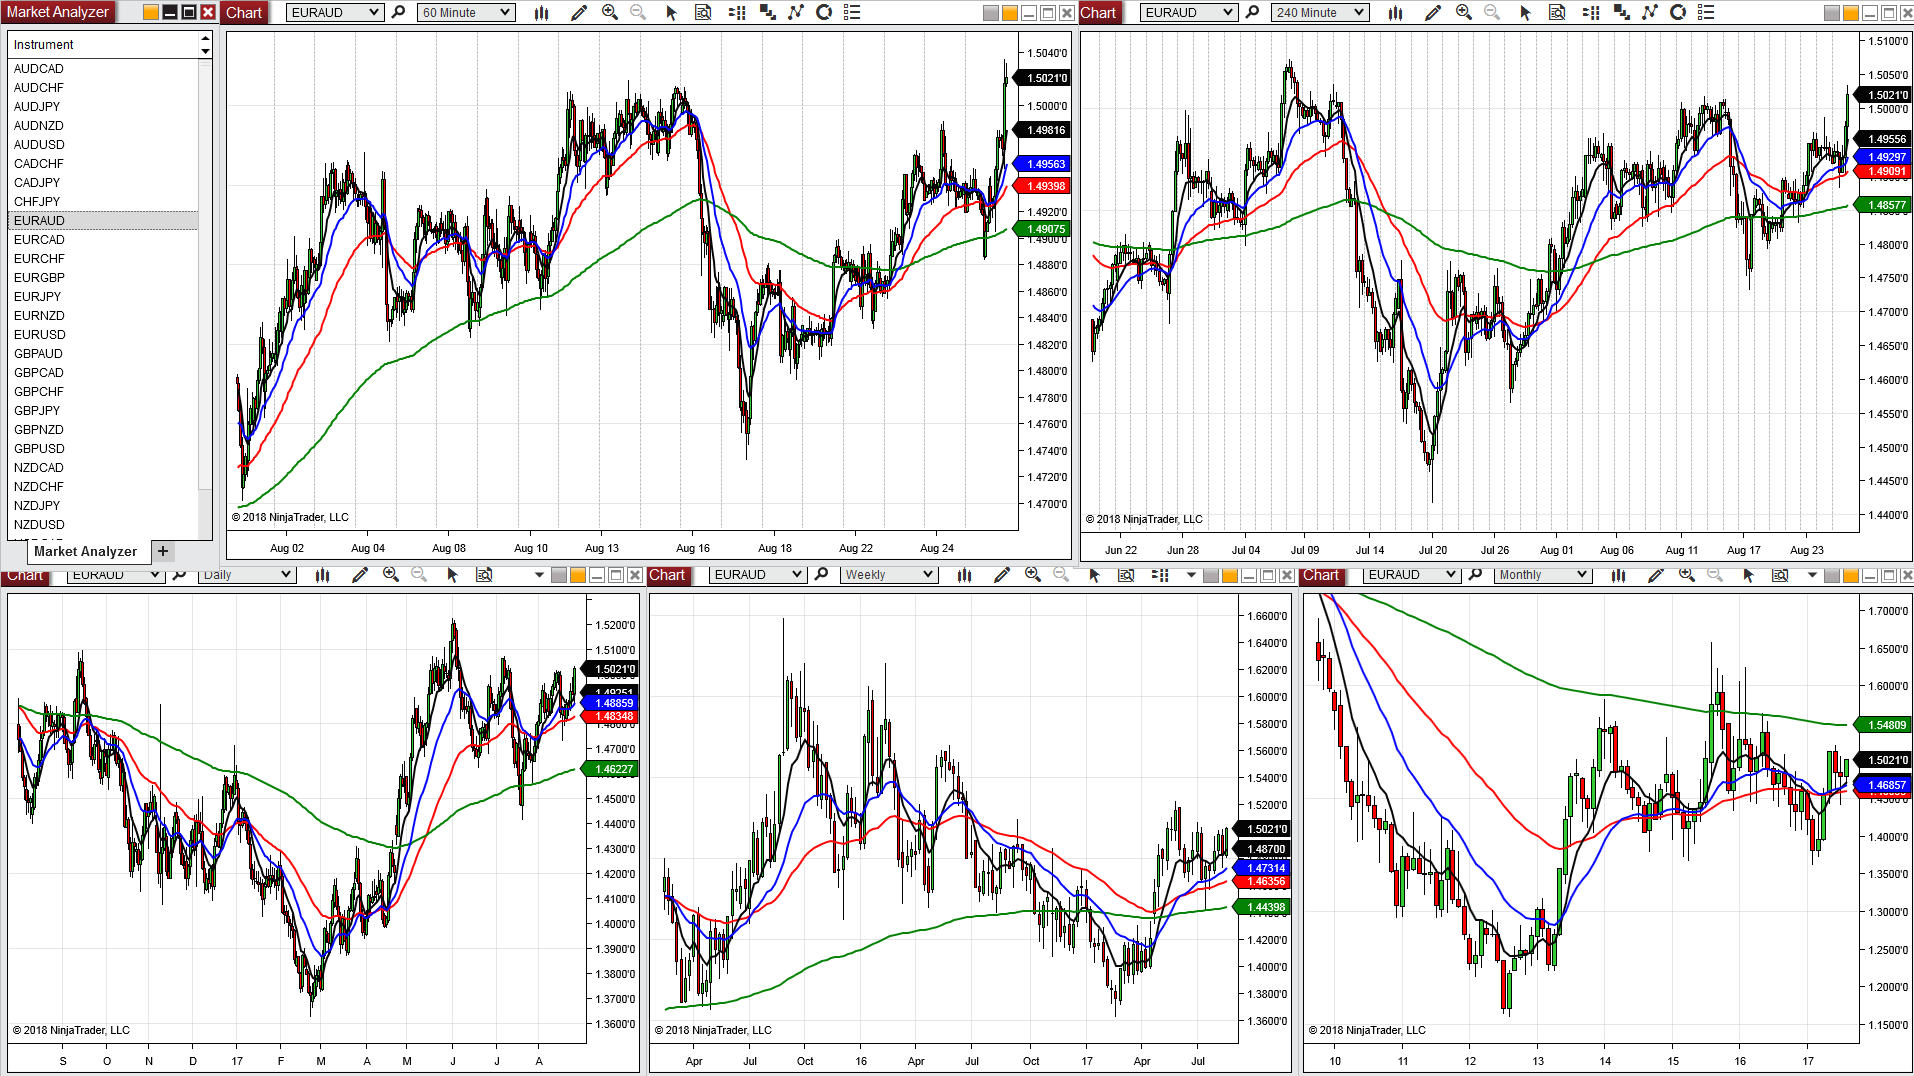 Market Analyzer
Instrument
AUDCAD
AUDCHF
AUDJPY
AUDNZD
AUDUSD
CADCHF
CADJPY
CHFJPY
EURAUD
EURCAD
EURCHF
EURGBP
EURJPY
EURNZD
EURUSD
GBPAUD
GBPCAD
GBPCHF
GBPJPY
GBPNZD
GBPUSD
NZDCAD
NZDCHF
NZDJPY
NZDUSD
Market Analyzer +
Chart EURAUD 60 Minute
1.5040'0
1.5021'0
1.5000'0
1.49816
1.49563
1.49398
1.4920'0
1.49075
1.4900'0
1.4880'0
1.4860'0
1.4840'0
1.4820'0
1.4800'0
1.4780'0
1.4760'0
1.4740'0
1.4720'0
1.4700'0
© 2018 NinjaTrader, LLC
Aug 02 Aug 04 Aug 08 Aug 10 Aug 13 Aug 16 Aug 18 Aug 22 Aug 24
Chart EURAUD 240 Minute
1.5100'0
1.5050'0
1.5021'0
1.5000'0
1.49556
1.49297
1.49091
1.48577
1.4800'0
1.4750'0
1.4700'0
1.4650'0
1.4600'0
1.4550'0
1.4500'0
1.4450'0
1.4400'0
© 2018 NinjaTrader, LLC
Jun 22 Jun 28 Jul 04 Jul 09 Jul 14 Jul 20 Jul 26 Aug 01 Aug 06 Aug 11 Aug 17 Aug 23
Chart EURAUD Daily
1.5200'0
1.5100'0
1.5021'0
1.49251
1.48859
1.48348
1.4800'0
1.4700'0
1.46227
1.4500'0
1.4400'0
1.4300'0
1.4200'0
1.4100'0
1.4000'0
1.3900'0
1.3800'0
1.3700'0
1.3600'0
© 2018 NinjaTrader, LLC
S O N D 17 F M A M J J A
Chart EURAUD Weekly
1.6600'0
1.6400'0
1.6200'0
1.6000'0
1.5800'0
1.5600'0
1.5400'0
1.5200'0
1.5021'0
1.48700
1.47314
1.46356
1.44398
1.4200'0
1.4000'0
1.3800'0
1.3600'0
© 2018 NinjaTrader, LLC
Apr Jul Oct 16 Apr Jul Oct 17 Apr Jul
Chart EURAUD Monthly
1.7000'0
1.6500'0
1.6000'0
1.54809
1.5021'0
1.46857
1.4500'0
1.4000'0
1.3500'0
1.3000'0
1.2500'0
1.2000'0
1.1500'0
© 2018 NinjaTrader, LLC
10 11 12 13 14 15 16 17